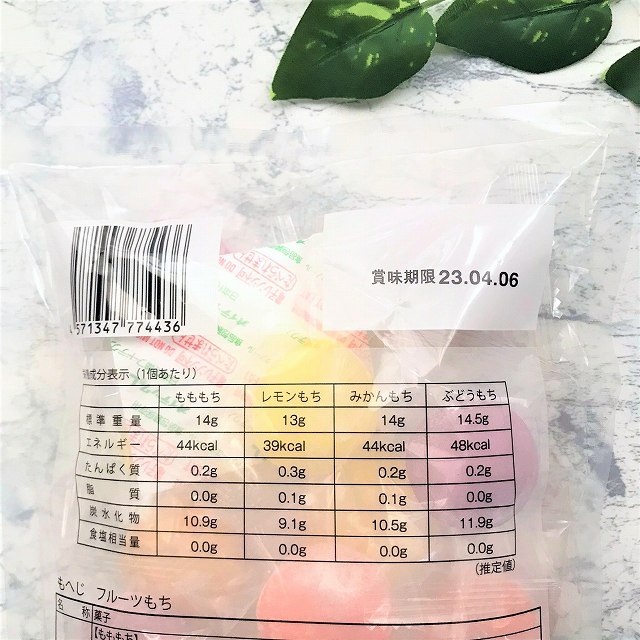 賞味期限 23.04.06
4571347 774436
成分表示（1個あたり）
もももち レモンもち みかんもち ぶどうもち
標準重量 14g 13g 14g 14.5g
エネルギー 44kcal 39kcal 44kcal 48kcal
たんぱく質 0.2g 0.3g 0.2g 0.2g
脂質 0.0g 0.1g 0.1g 0.0g
炭水化物 10.9g 9.1g 10.5g 11.9g
食塩相当量 0.0g 0.0g 0.0g 0.0g
（推定値）
もへじ フルーツもち
名称 菓子
【もももち】